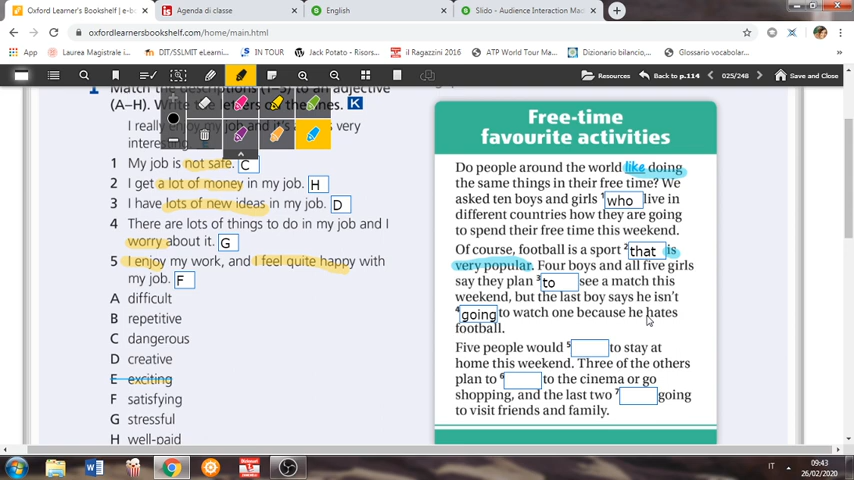 Oxford Learner's Bookshelf | e-b
Agenda di classe
English
Slido - Audience Interaction Ma
oxfordlearnersbookshelf.com/home/main.html
App
Laurea Magistrale i...
DIT/SSLMIT eLearni...
IN TOUR
Jack Potato - Risors...
il Ragazzini 2016
ATP World Tour Ma...
Dizionario bilancio,...
Glossario vocabolar...
Resources
Back to p.114
025/248
Save and Close
1 Match the descriptions (1–5) to an adjective
(A–H). Write the letters on the lines. K
I really enjoy my job and it's always very
interesting. E
1 My job is not safe. C
2 I get a lot of money in my job. H
3 I have lots of new ideas in my job. D
4 There are lots of things to do in my job and I
worry about it. G
5 I enjoy my work, and I feel quite happy with
my job. F
A difficult
B repetitive
C dangerous
D creative
E exciting
F satisfying
G stressful
H well-paid
Free-time
favourite activities
Do people around the world like doing
the same things in their free time? We
asked ten boys and girls 1 who live in
different countries how they are going
to spend their free time this weekend.
Of course, football is a sport 2 that is
very popular. Four boys and all five girls
say they plan 3 to see a match this
weekend, but the last boy says he isn't
4 going to watch one because he hates
football.
Five people would 5 to stay at
home this weekend. Three of the others
plan to 6 to the cinema or go
shopping, and the last two 7 going
to visit friends and family.
IT
09:43
26/02/2020